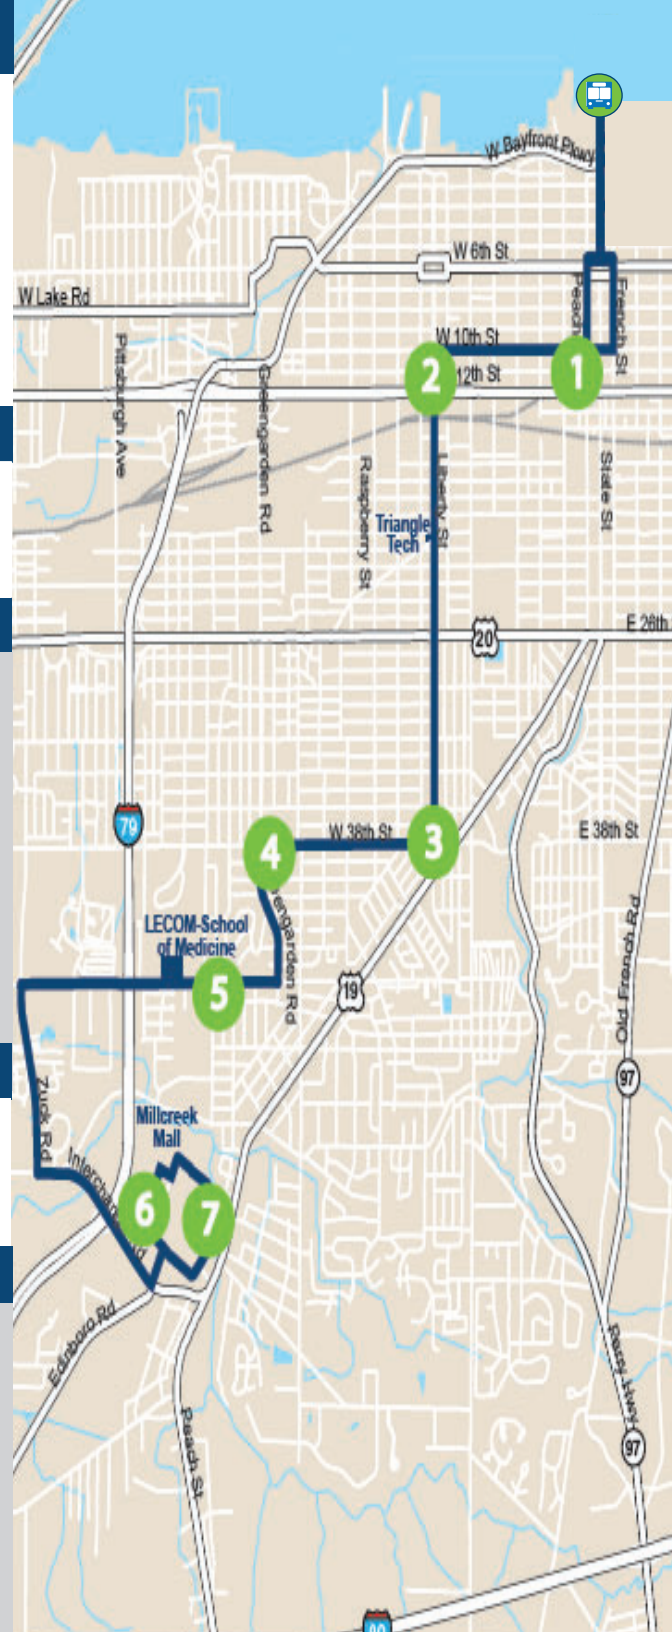 W Bayfront Pkwy
W 6th St
W Lake Rd
Peach
French St
W 10th St
1
2
12th St
Pittsburgh Ave
Greengarden Rd
Raspberry St
Liberty St
State St
Triangle
Tech
E 26th
20
79
W 38th St
3
4
E 38th St
engarden Rd
LECOM-School
of Medicine
5
19
Old French Rd
97
Zuck Rd
Millcreek
Mall
6
7
Edinboro Rd
Peach St
97